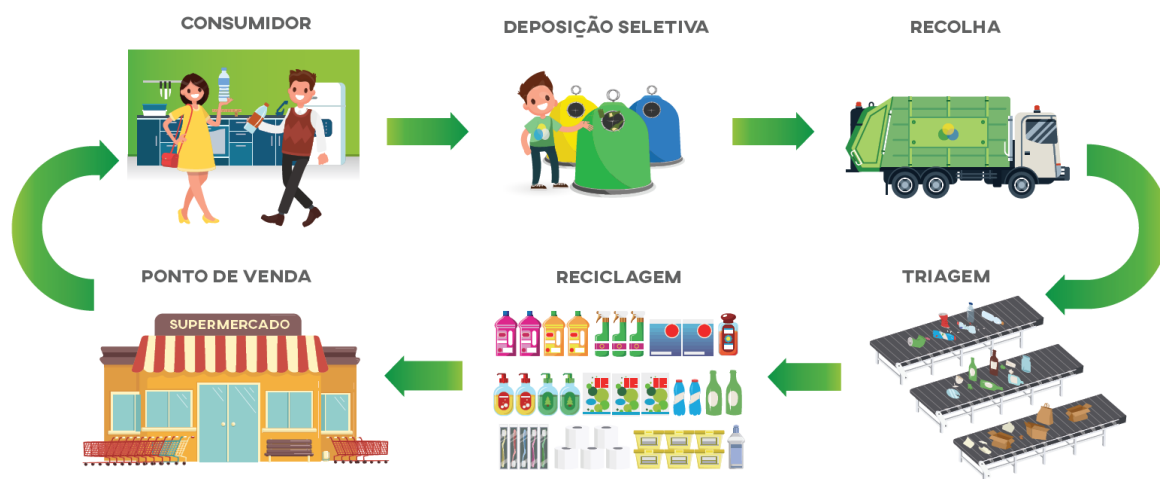 CONSUMIDOR
DEPOSIÇÃO SELETIVA
RECOLHA
PONTO DE VENDA
RECICLAGEM
TRIAGEM
SUPERMERCADO